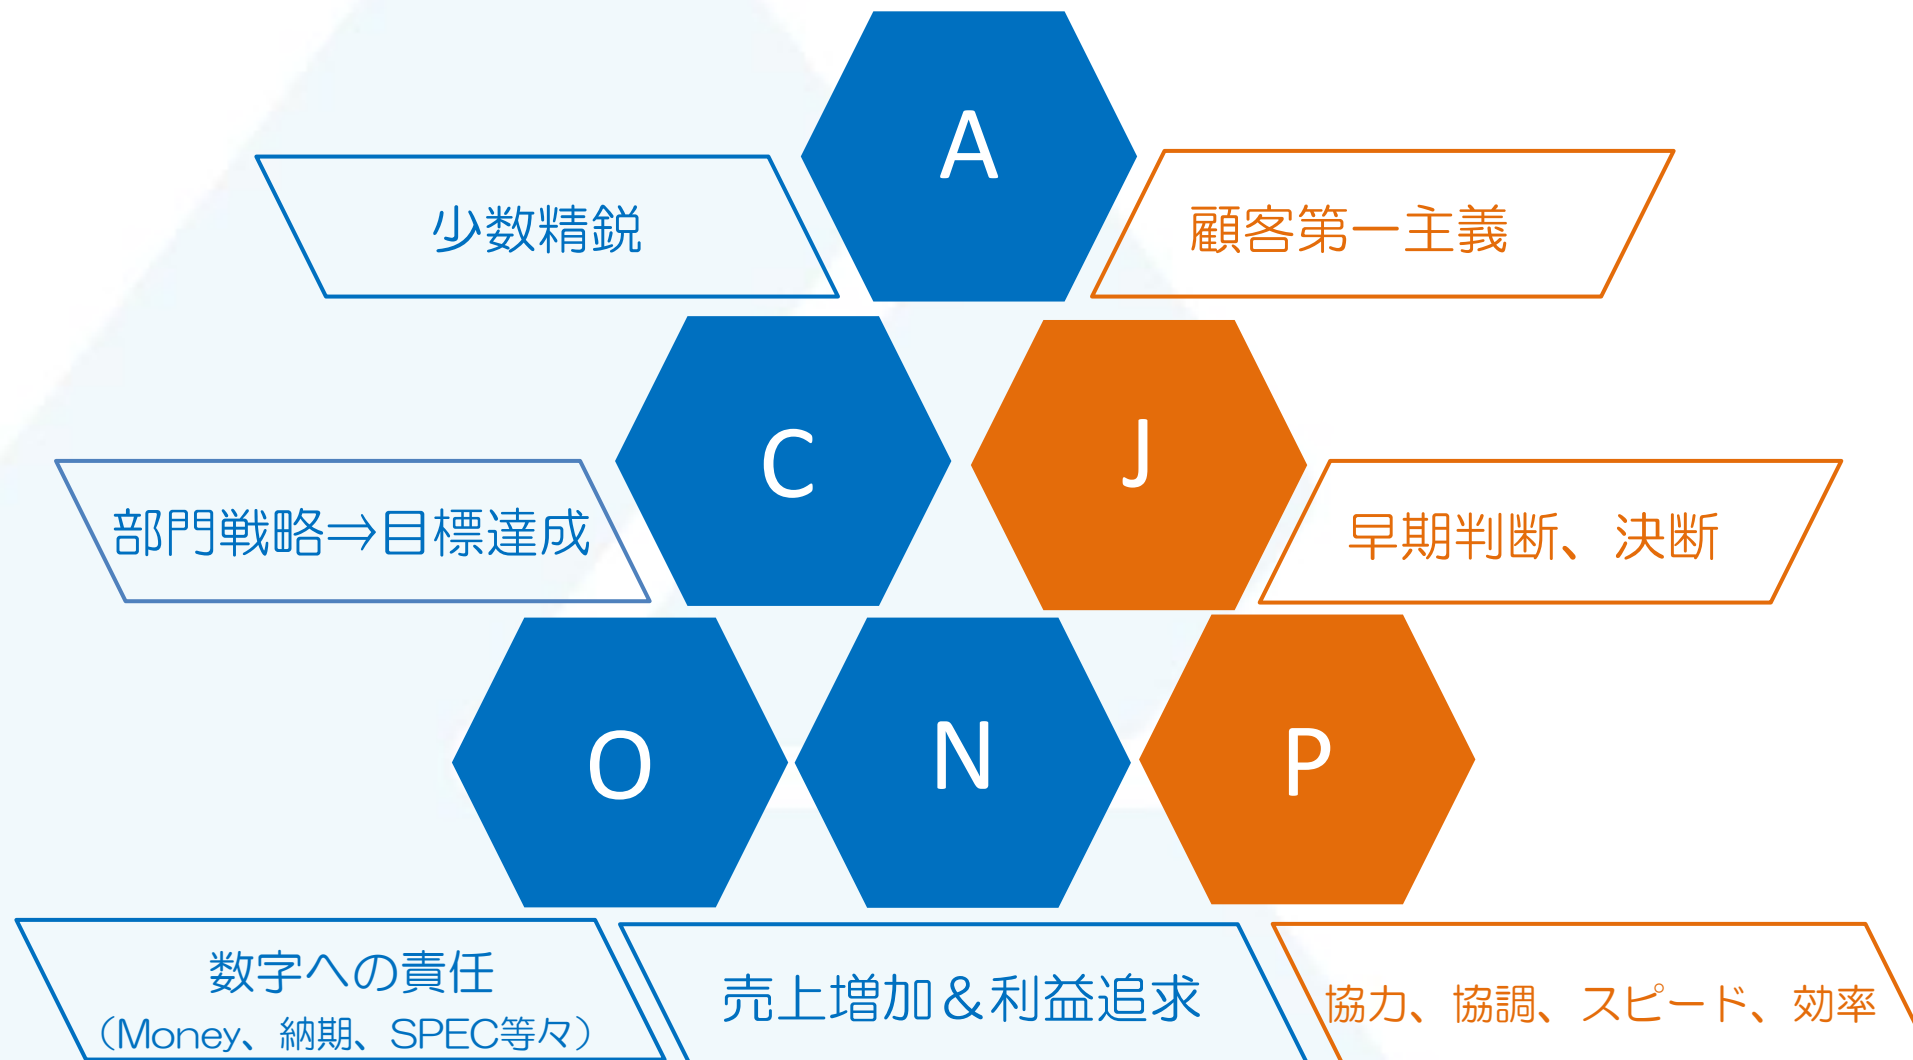 A
少数精鋭
顧客第一主義
C
J
部門戦略⇒目標達成
早期判断、決断
O
N
P
数字への責任
（Money、納期、SPEC等々）
売上増加＆利益追求
協力、協調、スピード、効率